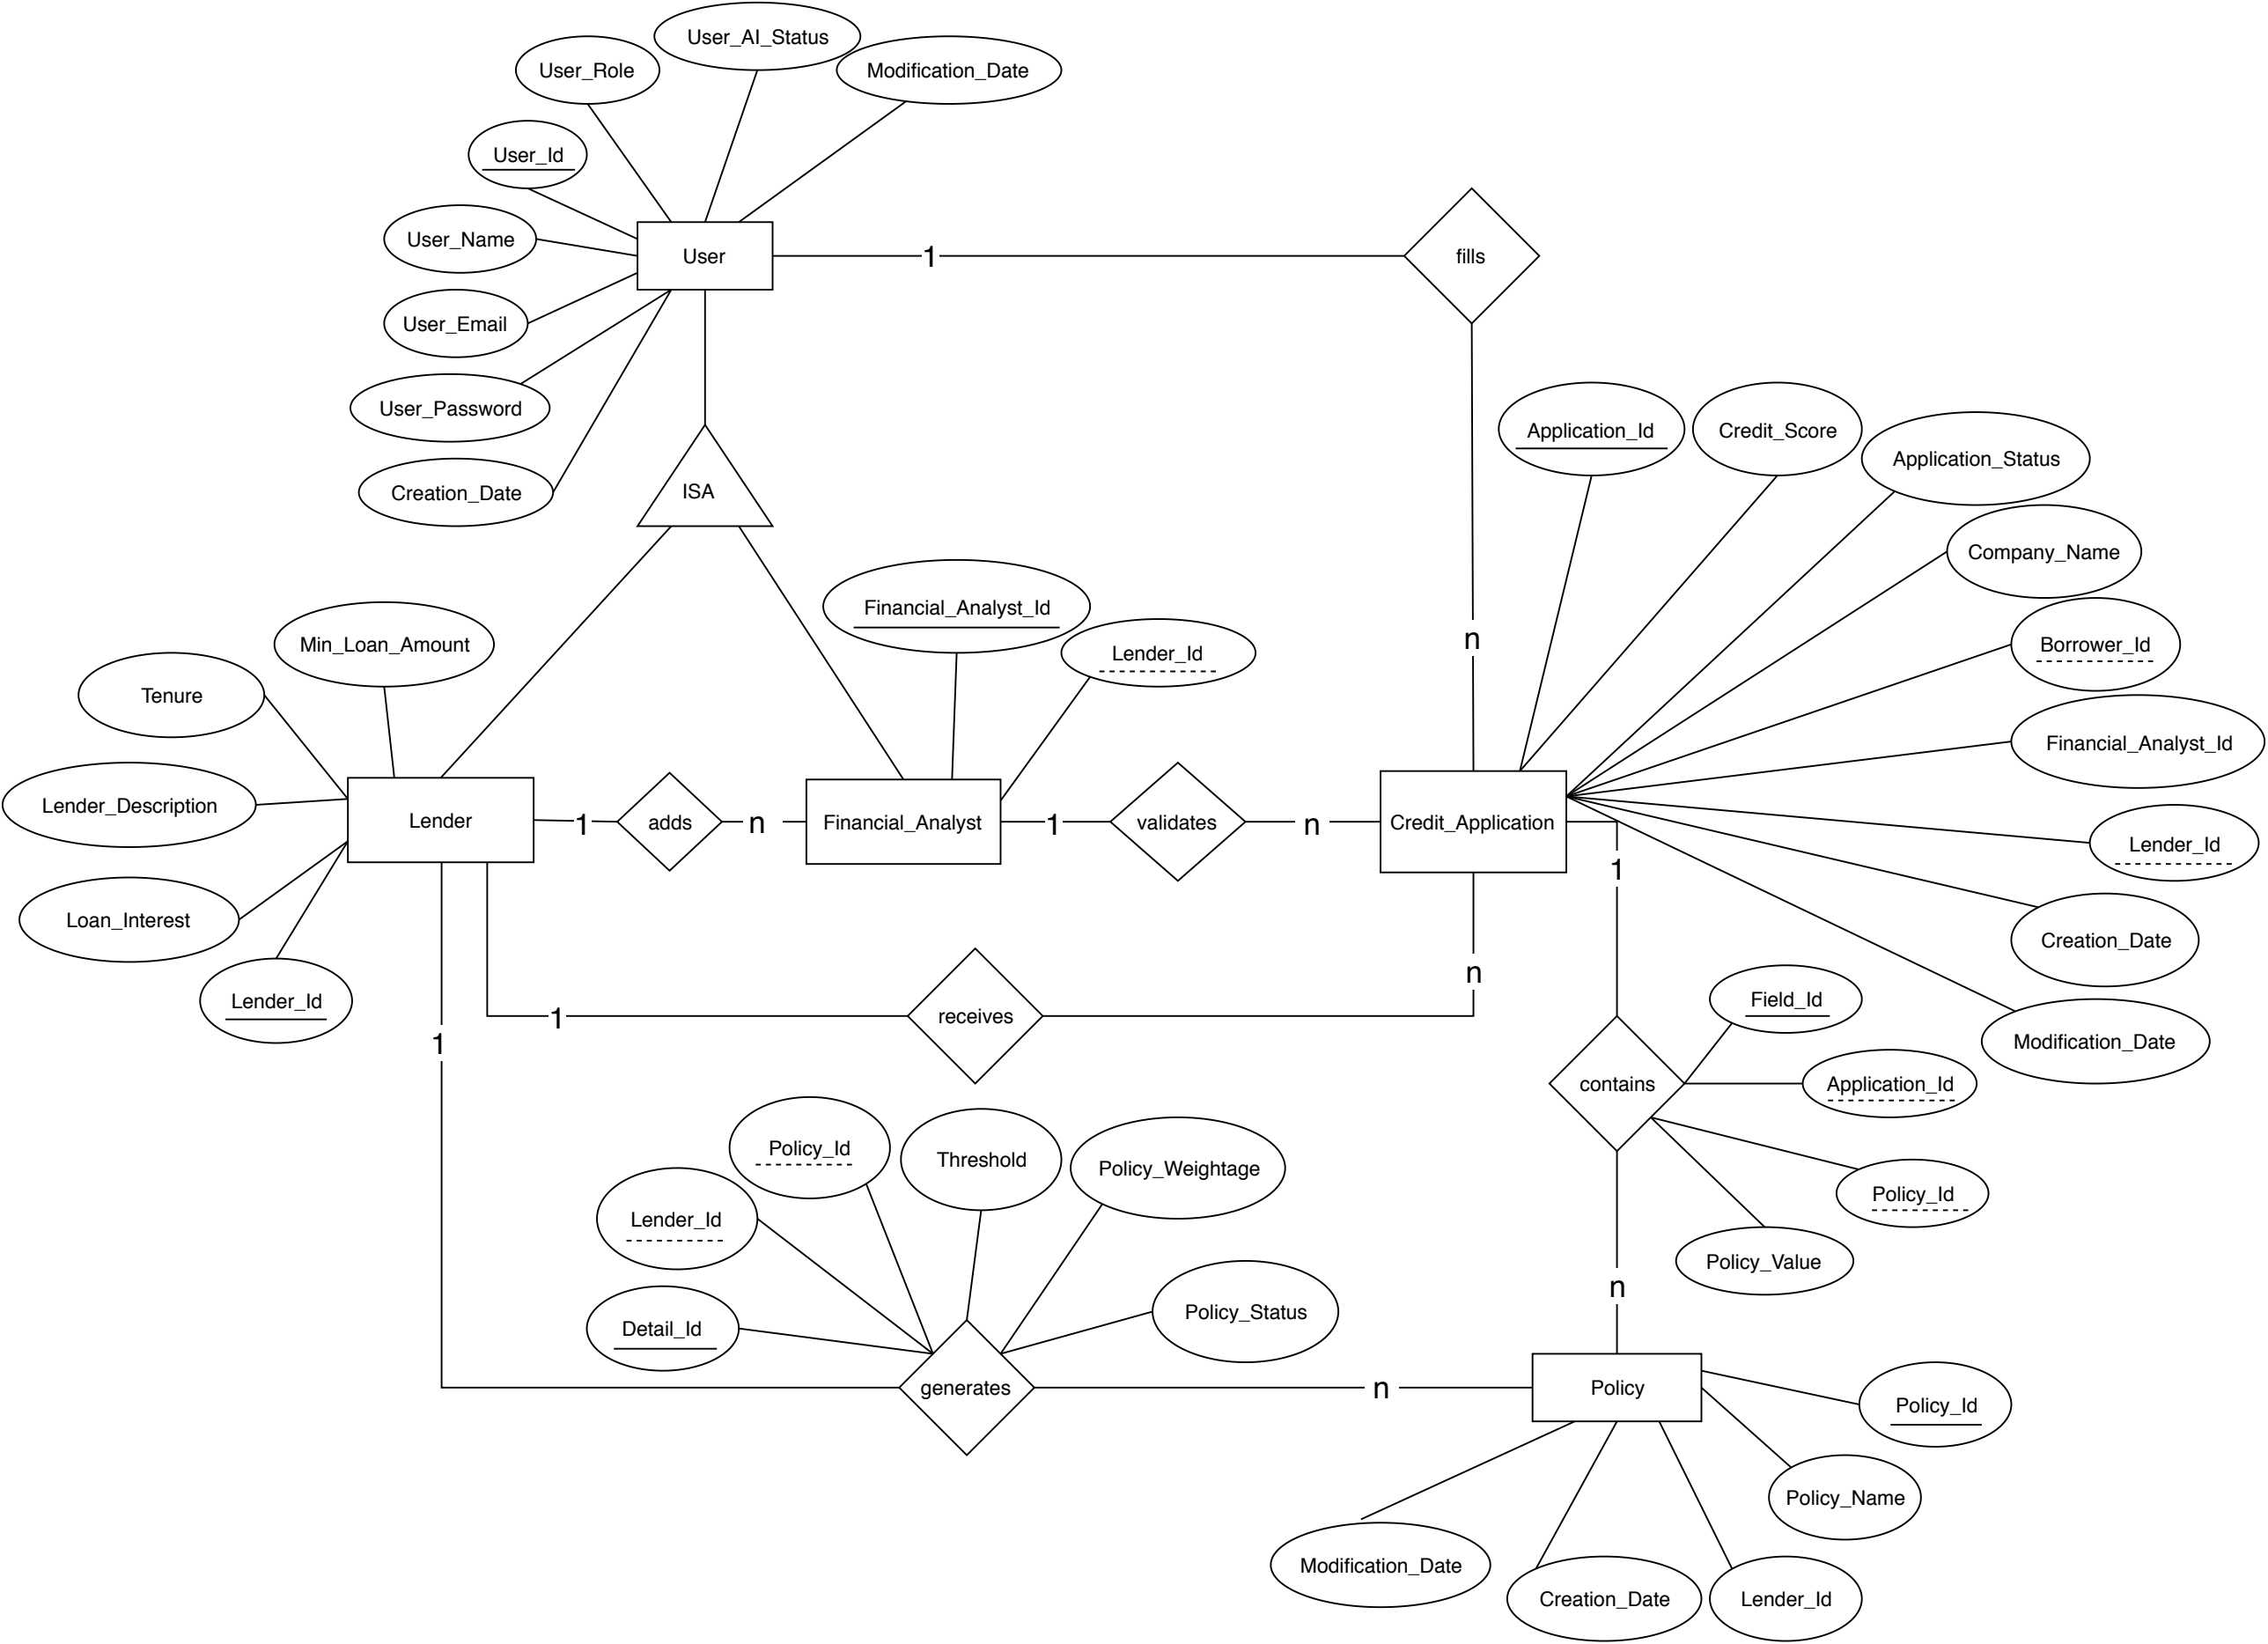 User_AI_Status
User_Role
Modification_Date
User_Id
User_Name
User
1
fills
User_Email
User_Password
Creation_Date
ISA
Application_Id
Credit_Score
Application_Status
Company_Name
Financial_Analyst_Id
Lender_Id
Min_Loan_Amount
n
Borrower_Id
Tenure
Financial_Analyst_Id
Lender_Description
Lender
1
adds
n
Financial_Analyst
1
validates
n
Credit_Application
Lender_Id
1
Loan_Interest
Creation_Date
Lender_Id
n
Field_Id
1
receives
1
Modification_Date
contains
Application_Id
Policy_Id
Threshold
Policy_Weightage
Policy_Id
Lender_Id
Policy_Value
n
Detail_Id
Policy_Status
generates
n
Policy
Policy_Id
Policy_Name
Modification_Date
Creation_Date
Lender_Id